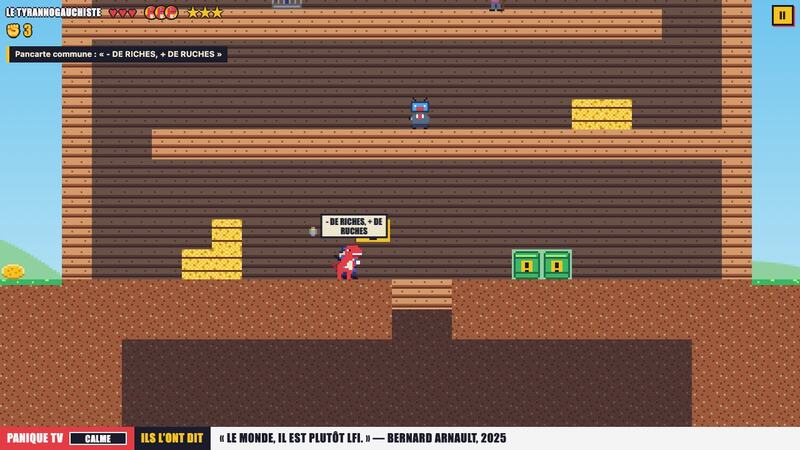 LE TYRANNOGAUCHISTE
3
Pancarte commune : « - DE RICHES, + DE RUCHES »
- DE RICHES, + DE
RUCHES
PANIQUE TV CALME ILS L'ONT DIT « LE MONDE, IL EST PLUTÔT LFI. » — BERNARD ARNAULT, 2025